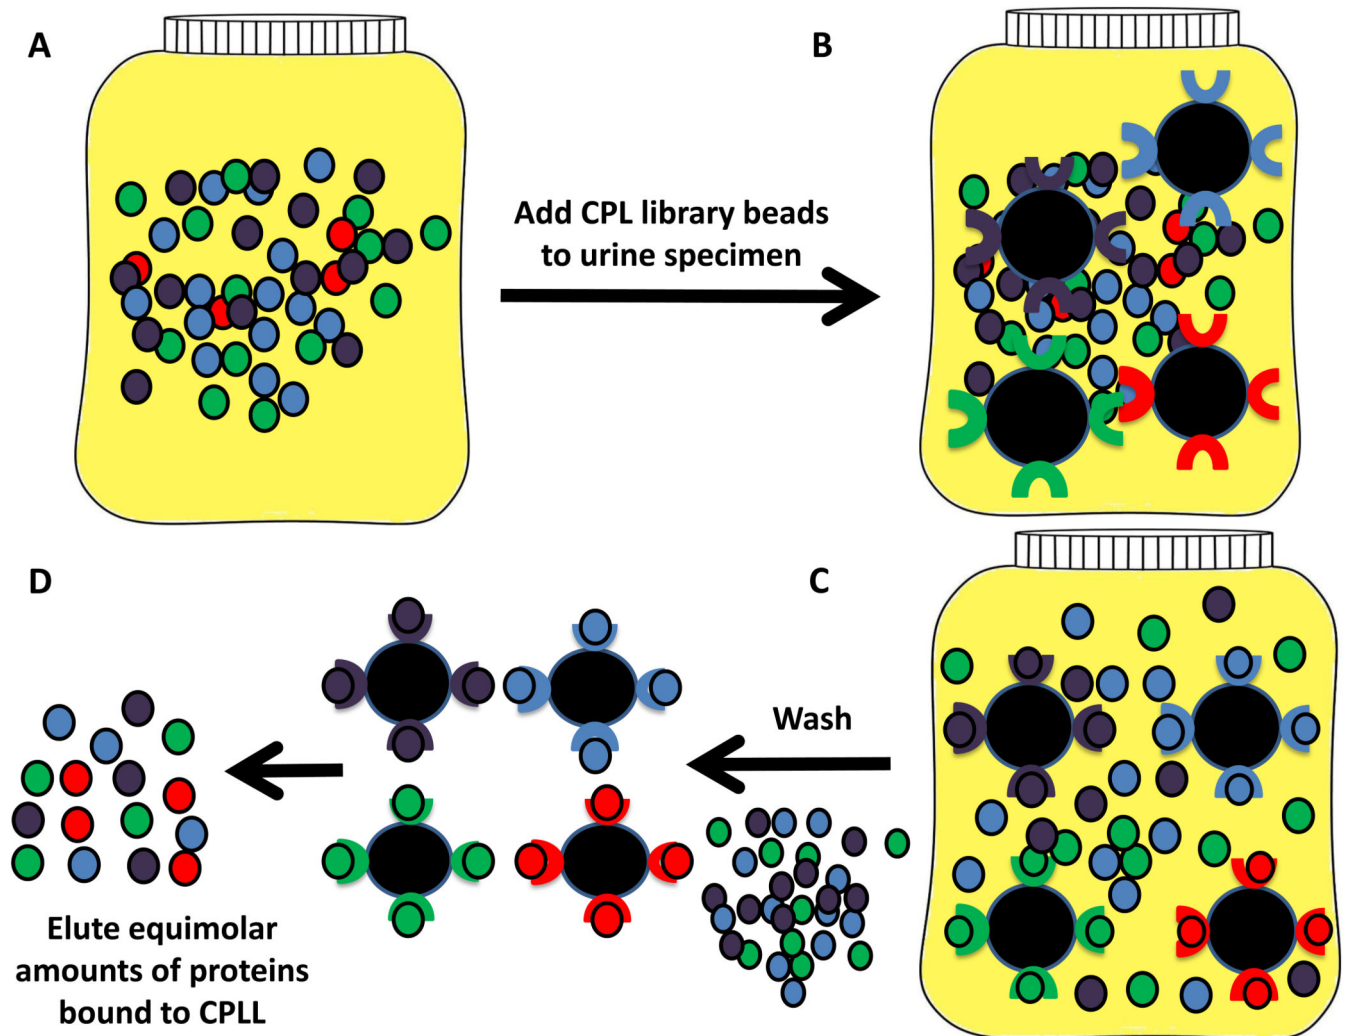 A
B
Add CPL library beads
to urine specimen
D
C
Wash
Elute equimolar
amounts of proteins
bound to CPLL